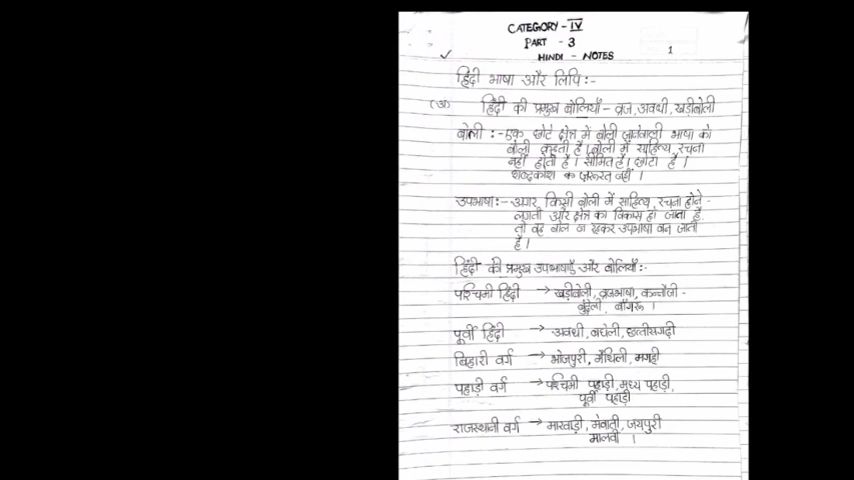 CATEGORY - IV
PART - 3
1
HINDI - NOTES
हिंदी भाषा और लिपि :-
(अ) हिंदी की प्रमुख बोलियाँ - व्रज, अवधी, खड़ीबोली
बोली :- एक छोटे क्षेत्र में बोली जानेवाली भाषा को
बोली कहती है। बोली में साहित्य रचना
नहीं होती है। सीमित है। छोटा है।
शब्दकोश की ज़रूरत नहीं ।
उपभाषा :- अगर किसी बोली में साहित्य रचना होने -
लगती और क्षेत्र का विकास हो जाता है
तो वह बोल न रहकर उपभाषा बन जाती
है।
हिंदी की प्रमुख उपभाषाएँ और बोलियाँ :-
पश्चिमी हिंदी → खड़ीबोली, व्रजभाषा, कन्नौजी -
बुंदेली, बाँगरू ।
पूर्वी हिंदी → अवधी, बघेली, छत्तीसगढ़ी
बिहारी वर्ग → भोजपुरी, मैथिली, मगही
पहाड़ी वर्ग → पश्चिमी पहाड़ी, मध्य पहाड़ी,
पूर्वी पहाड़ी
राजस्थानी वर्ग → मारवाड़ी, मेवाती, जयपुरी
मालवी ।